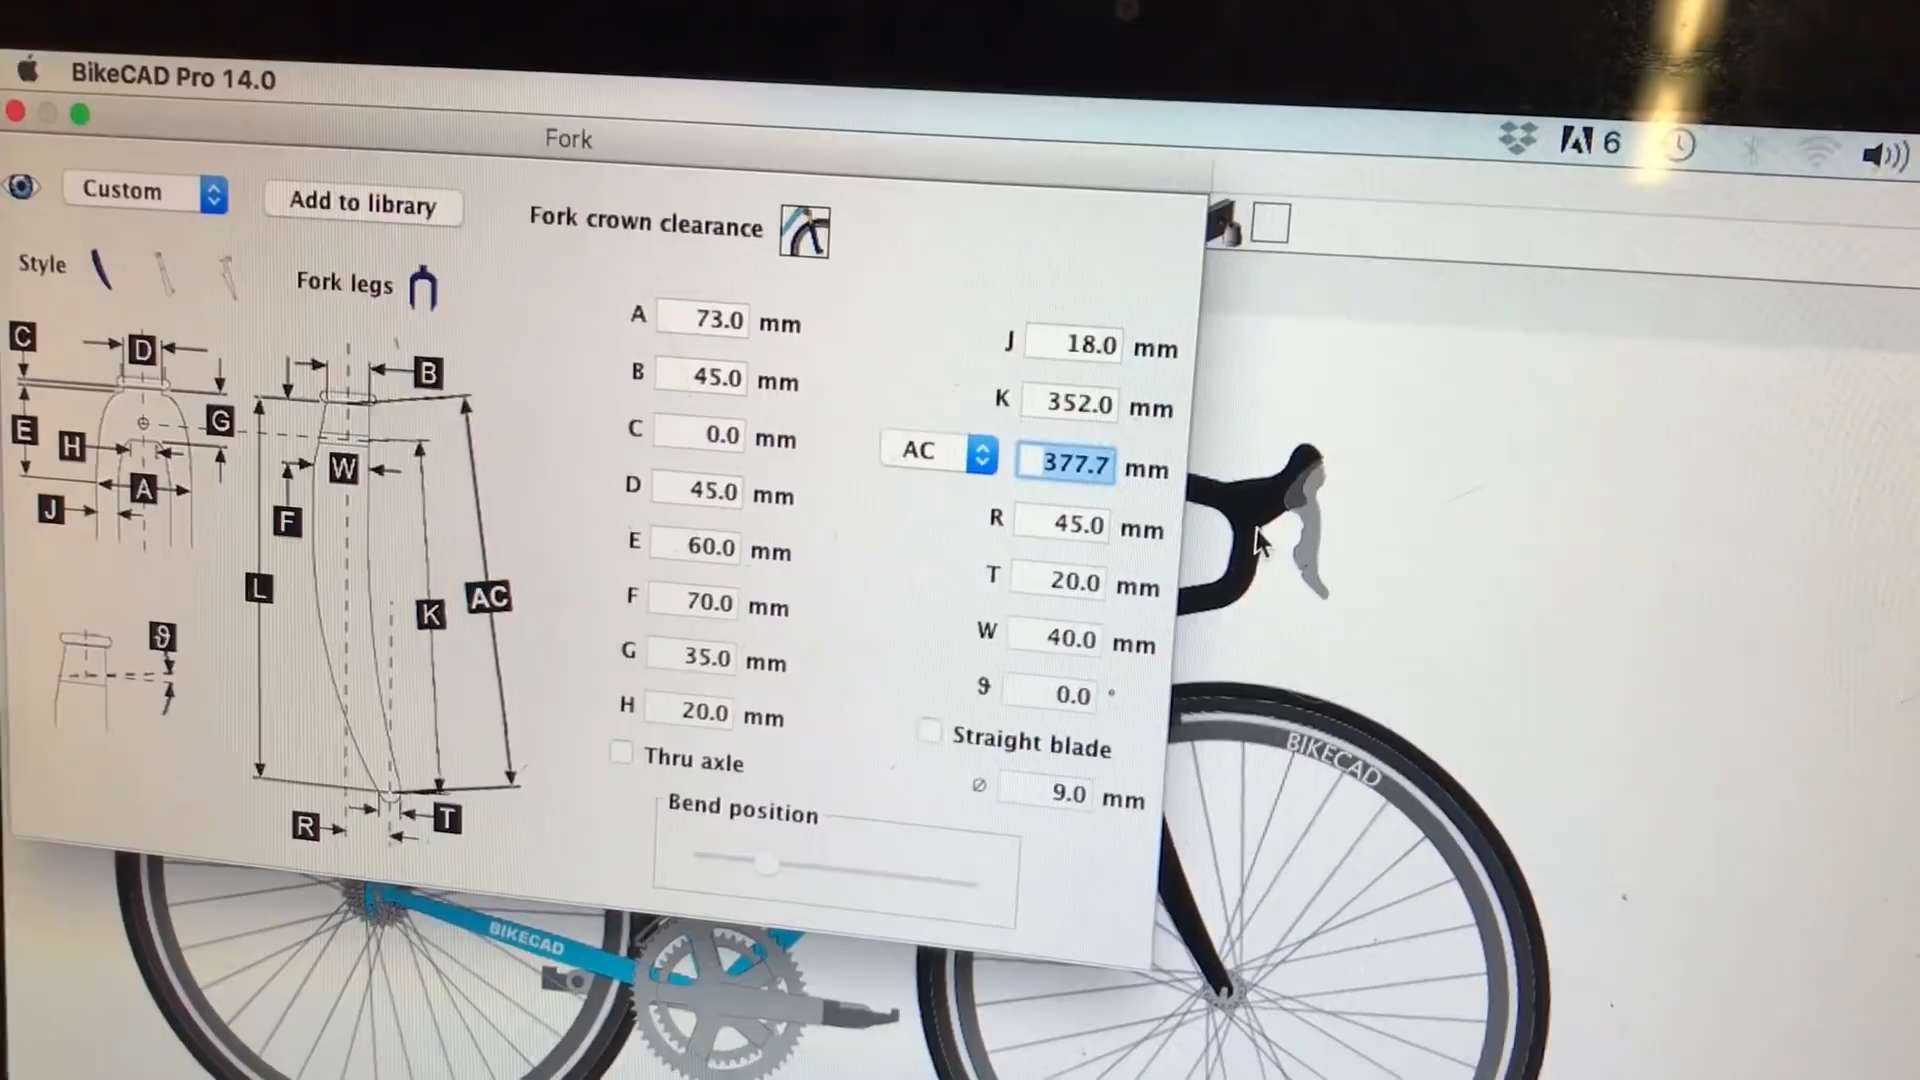 BikeCAD Pro 14.0
Fork
6
Custom
Add to library
Fork crown clearance
Style
Fork legs
A 73.0 mm
B 45.0 mm
C 0.0 mm
D 45.0 mm
E 60.0 mm
F 70.0 mm
G 35.0 mm
H 20.0 mm
Thru axle
Bend position
J 18.0 mm
K 352.0 mm
AC 377.7 mm
R 45.0 mm
T 20.0 mm
W 40.0 mm
ϑ 0.0 °
Straight blade
∅ 9.0 mm
C
D
B
E
G
H
W
A
J
F
L
K
AC
ϑ
R
T
BIKECAD
BIKECAD